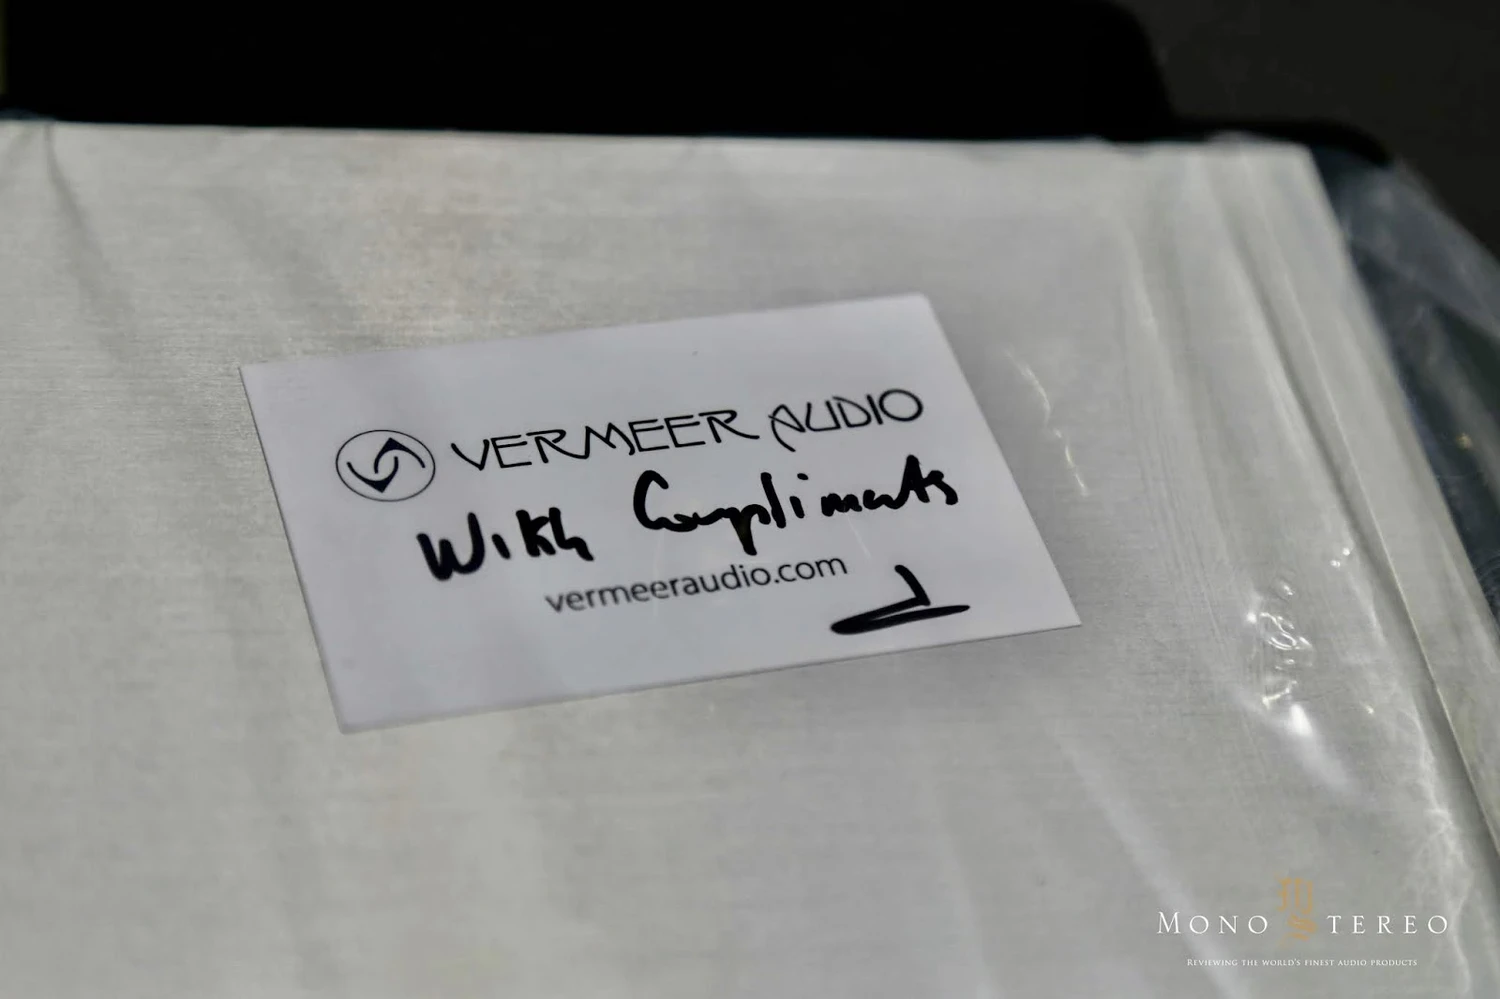 VERMEER AUDIO
With Compliments
vermeeraudio.com
MONO STEREO
REVIEWING THE WORLD'S FINEST AUDIO PRODUCTS